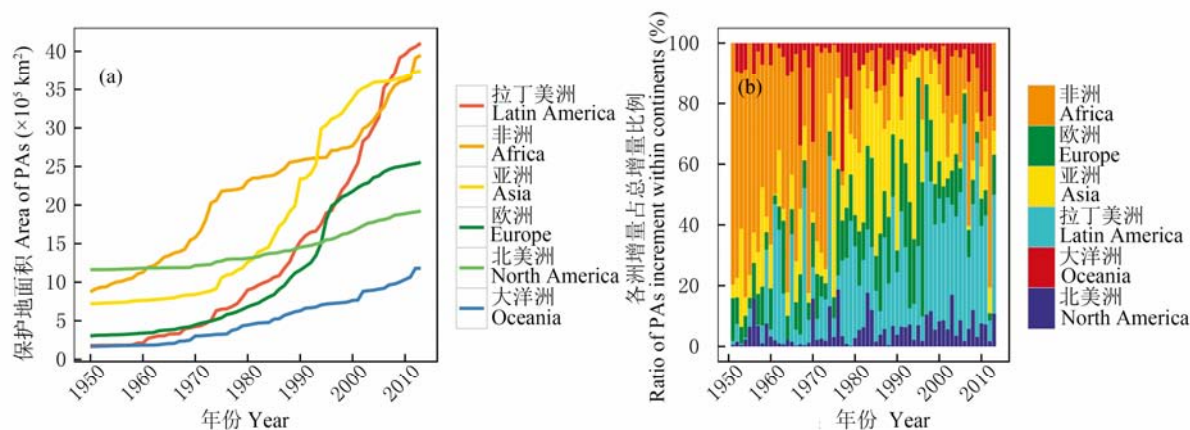 保护地面积 Area of PAs (×10⁵ km²)
40
35
30
25
20
15
10
5
0
(a)
1950
1960
1970
1980
1990
2000
2010
年份 Year
拉丁美洲
Latin America
非洲
Africa
亚洲
Asia
欧洲
Europe
北美洲
North America
大洋洲
Oceania
各洲增量占总增量比例
Ratio of PAs increment within continents (%)
100
80
60
40
20
0
(b)
1950
1960
1970
1980
1990
2000
2010
年份 Year
非洲
Africa
欧洲
Europe
亚洲
Asia
拉丁美洲
Latin America
大洋洲
Oceania
北美洲
North America